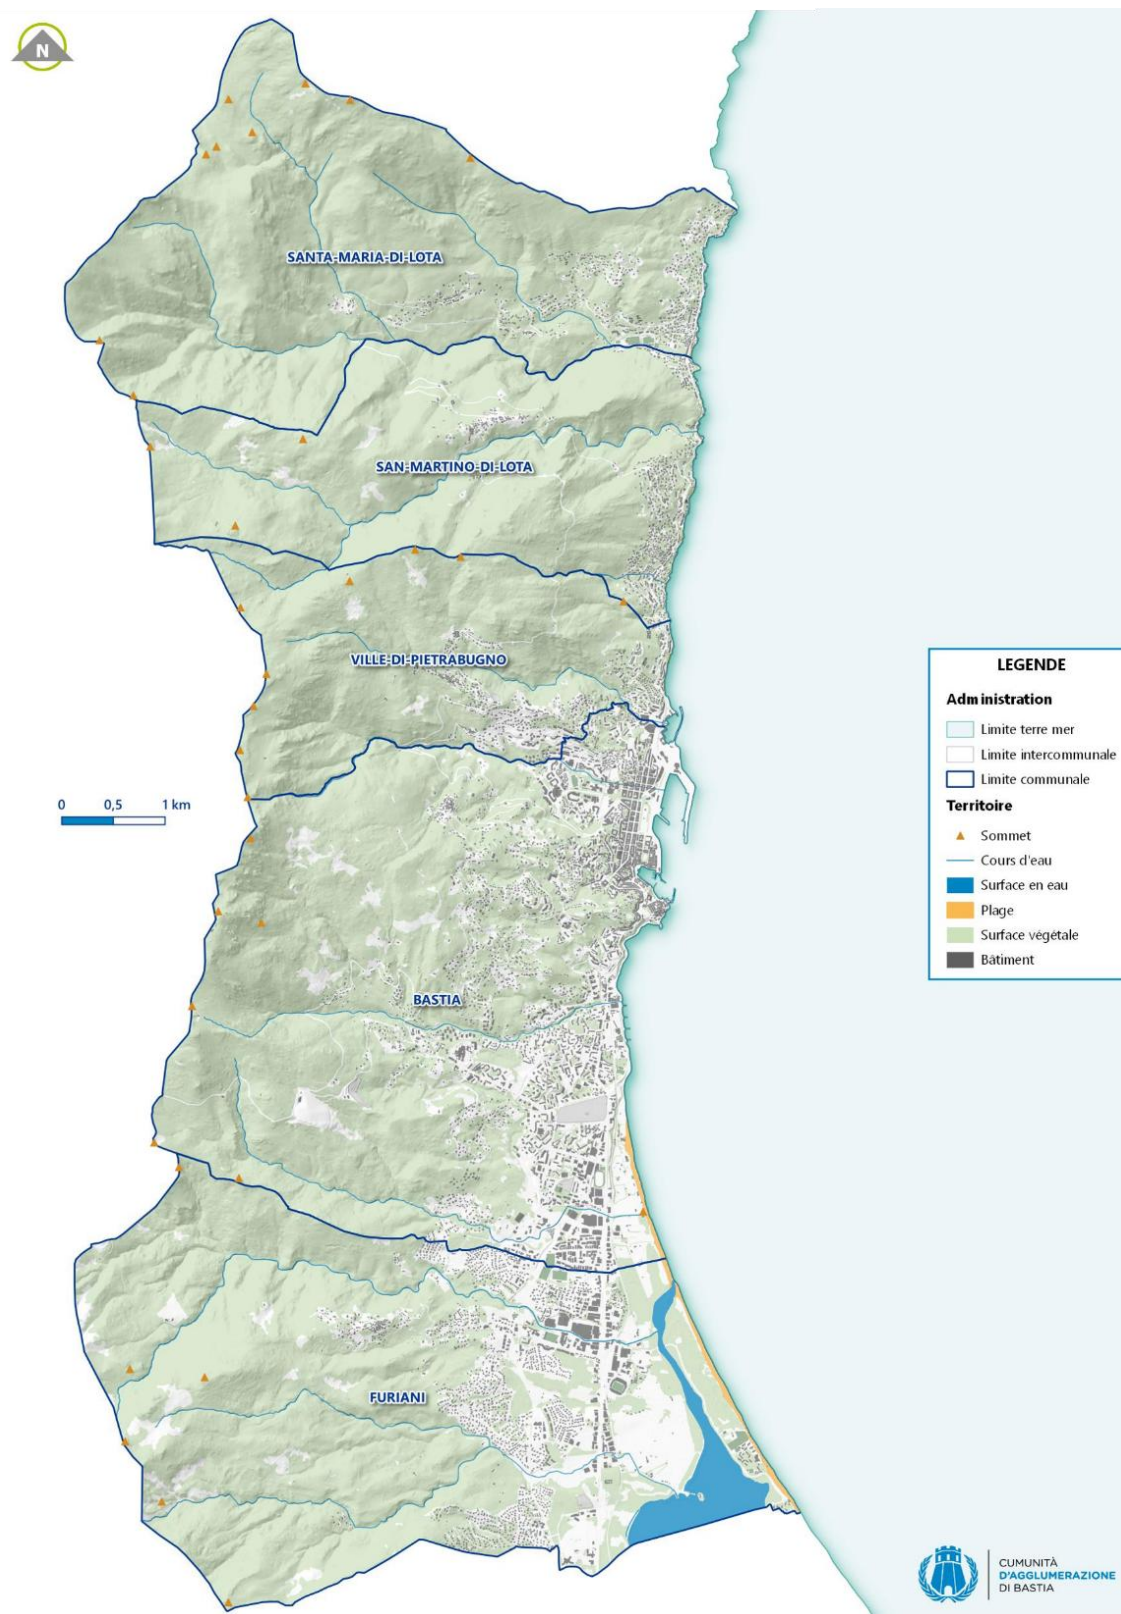 N
SANTA-MARIA-DI-LOTA
SAN-MARTINO-DI-LOTA
VILLE-DI-PIETRABUGNO
BASTIA
FURIANI
0 0,5 1 km
LEGENDE
Administration
Limite terre mer
Limite intercommunale
Limite communale
Territoire
Sommet
Cours d'eau
Surface en eau
Plage
Surface végétale
Bâtiment
CUMUNITÀ
D'AGGLUMERAZIONE
DI BASTIA